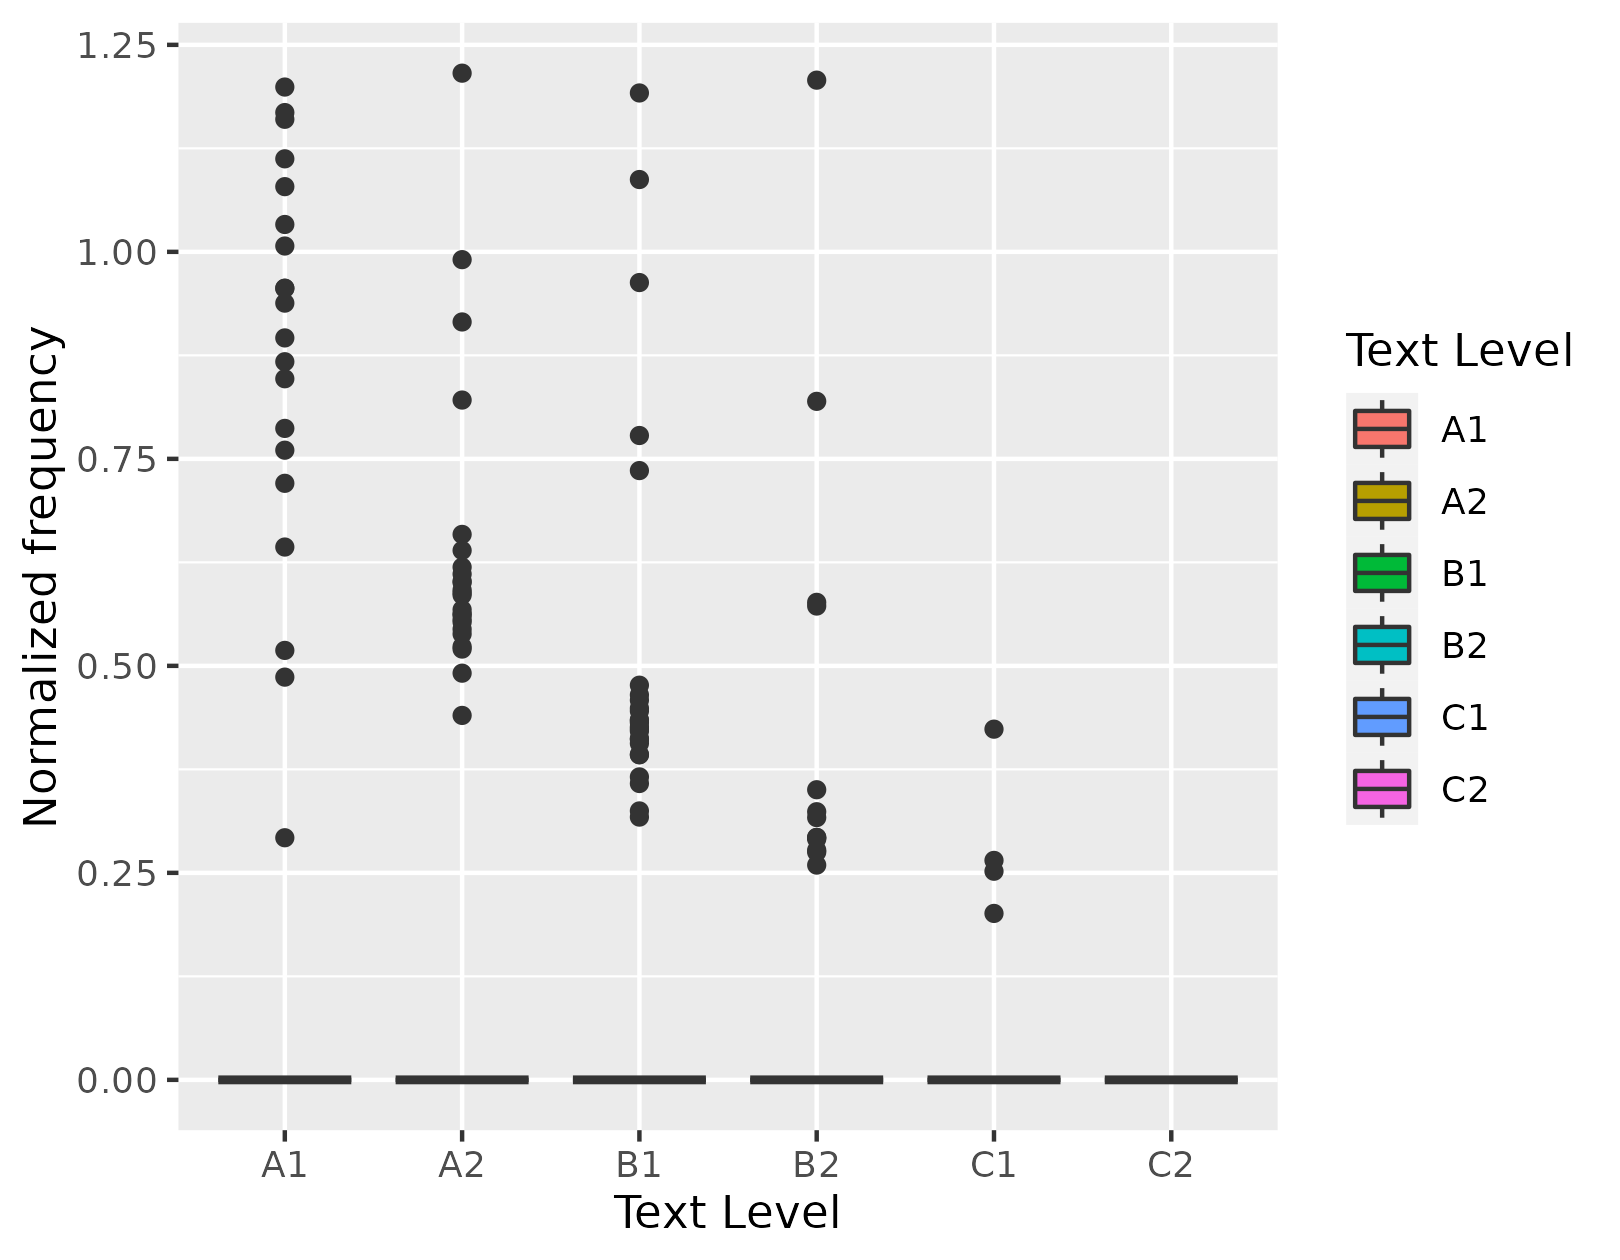 1.25
1.00
0.75
0.50
0.25
0.00
Normalized frequency
A1 A2 B1 B2 C1 C2
Text Level
Text Level
A1
A2
B1
B2
C1
C2